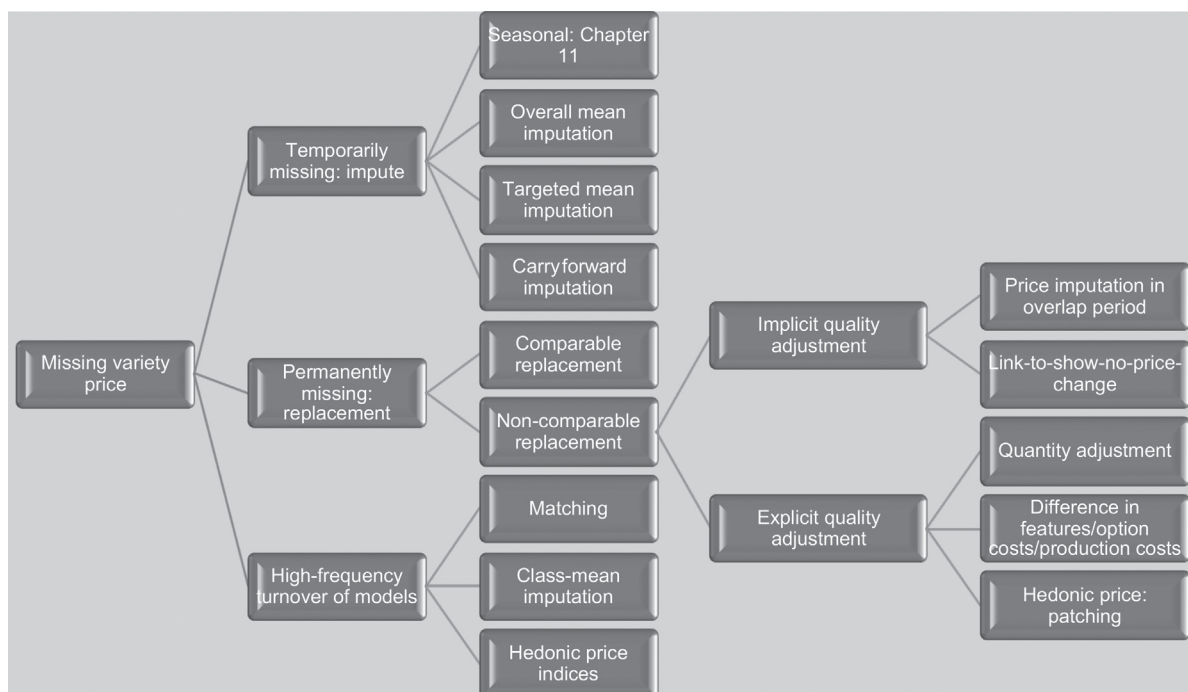 Seasonal: Chapter
11
Overall mean
imputation
Temporarily
missing: impute
Targeted mean
imputation
Carryforward
imputation
Price imputation in
overlap period
Implicit quality
adjustment
Comparable
replacement
Missing variety
price
Permanently
missing:
replacement
Link-to-show-no-price-
change
Non-comparable
replacement
Quantity adjustment
Matching
Explicit quality
adjustment
Difference in
features/option
costs/production costs
High-frequency
turnover of models
Class-mean
imputation
Hedonic price:
patching
Hedonic price
indices